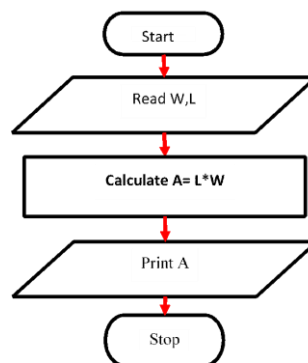 Start
Read W,L
Calculate A= L*W
Print A
Stop